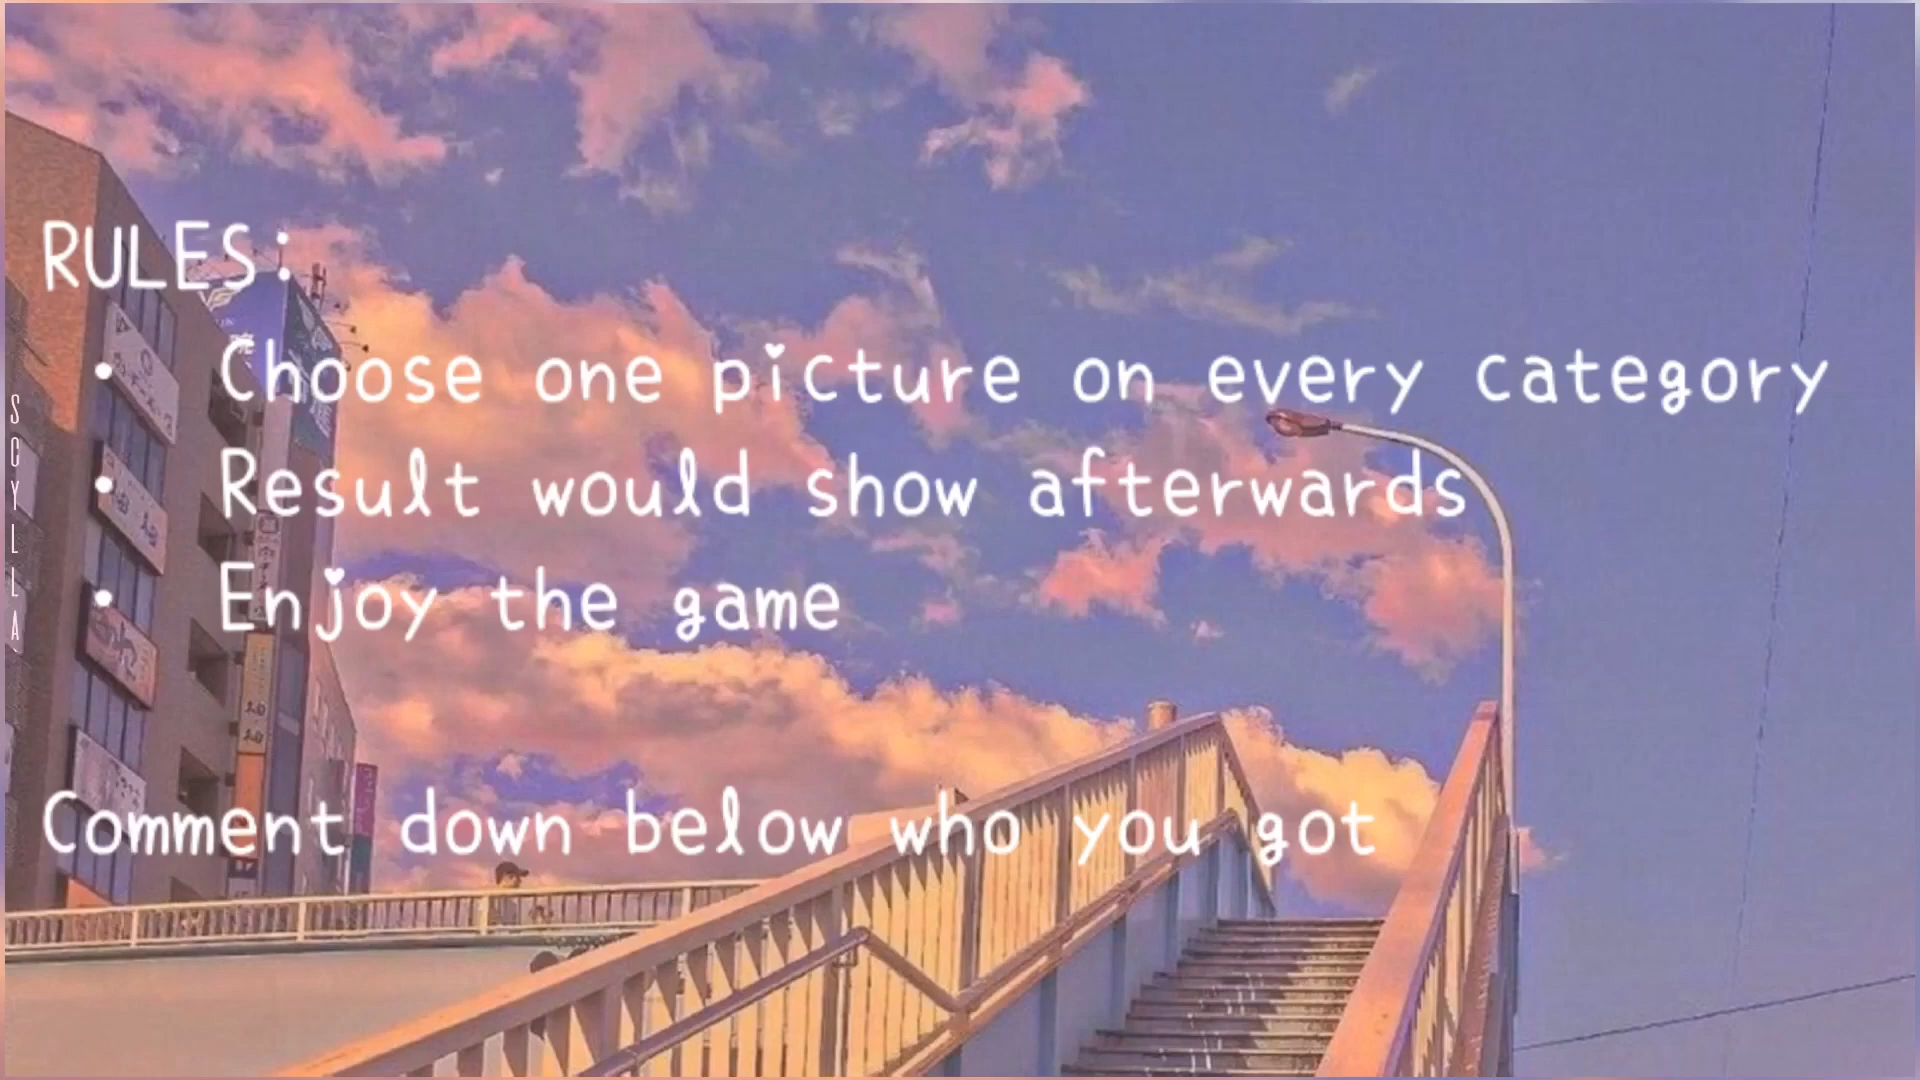 RULES:
• Choose one picture on every category
• Result would show afterwards
• Enjoy the game
Comment down below who you got
SCYLLA.